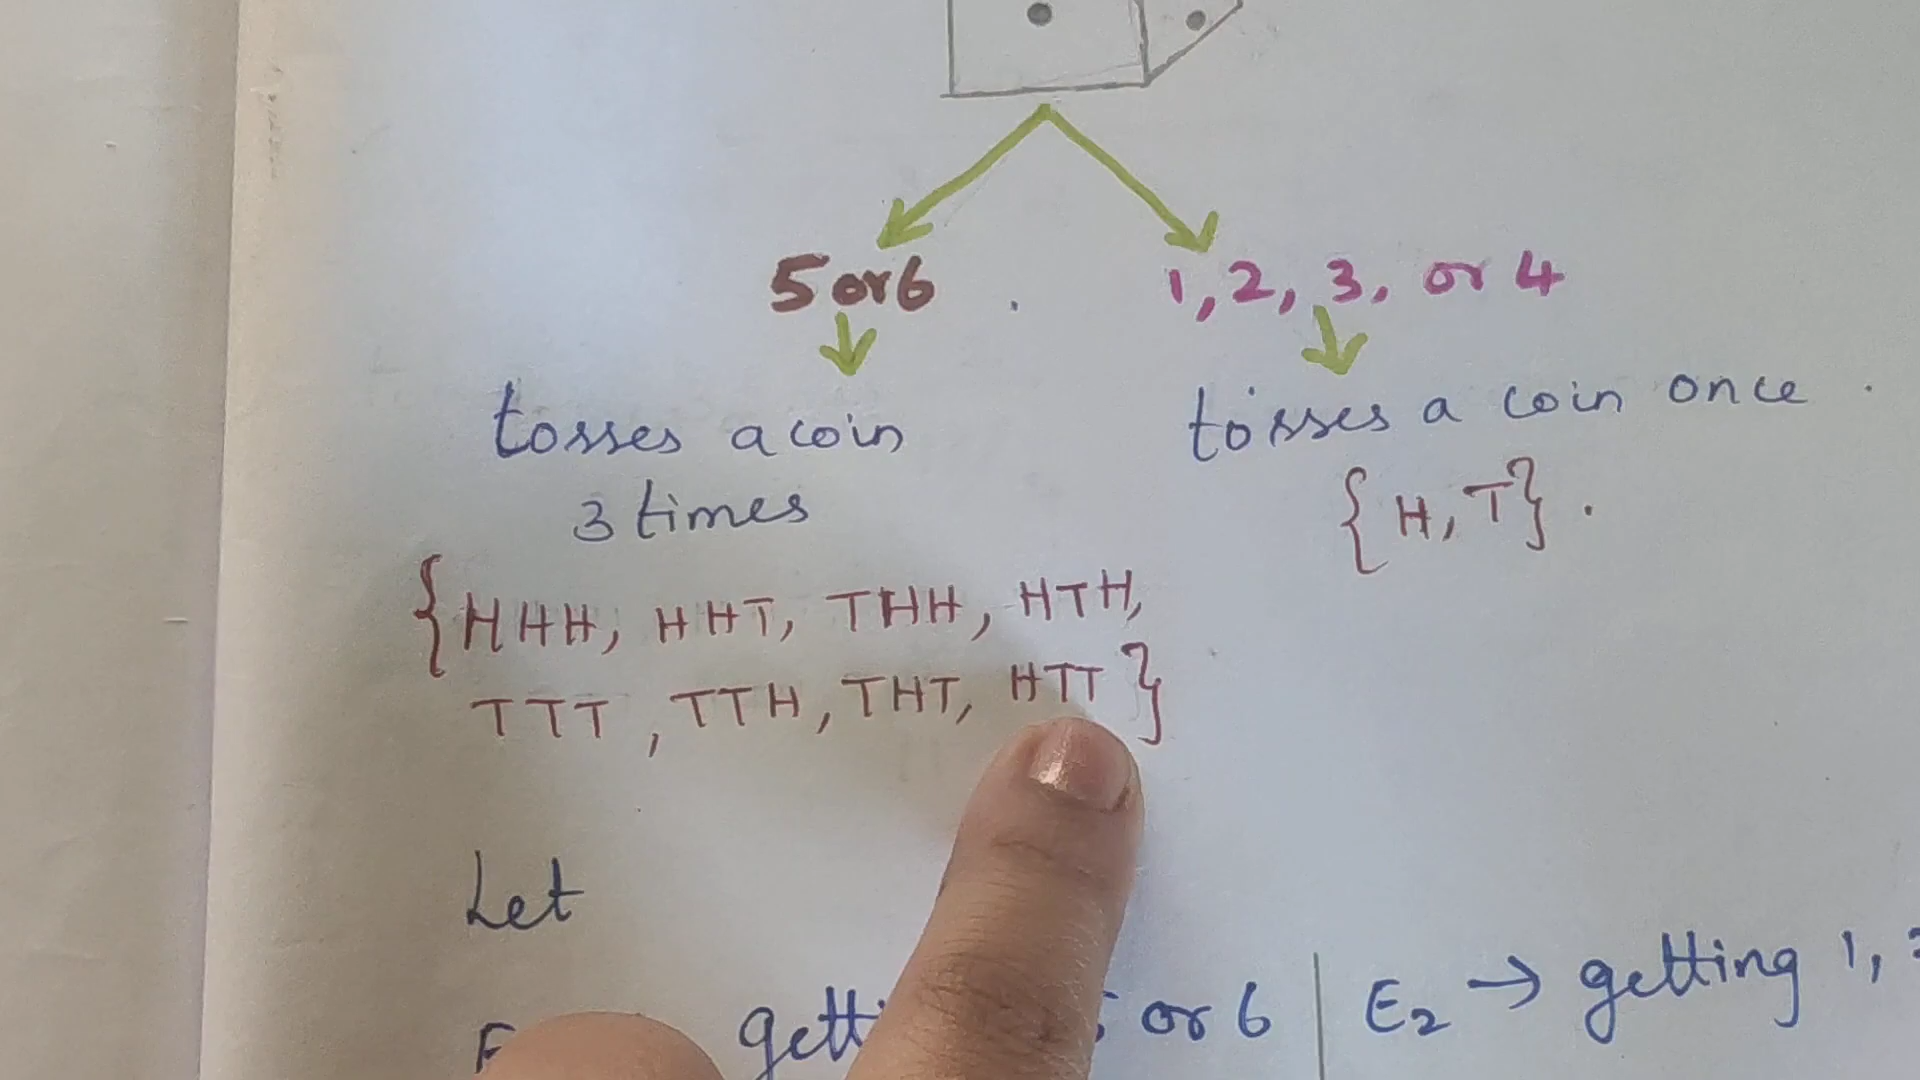 5 or 6 . 1, 2, 3, or 4
tosses a coin
3 times
tosses a coin once .
{ H, T } .
{ HHH, HHT, THH, HTH,
TTT , TTH, THT, HTT }
Let
or 6 | E₂ → getting 1,